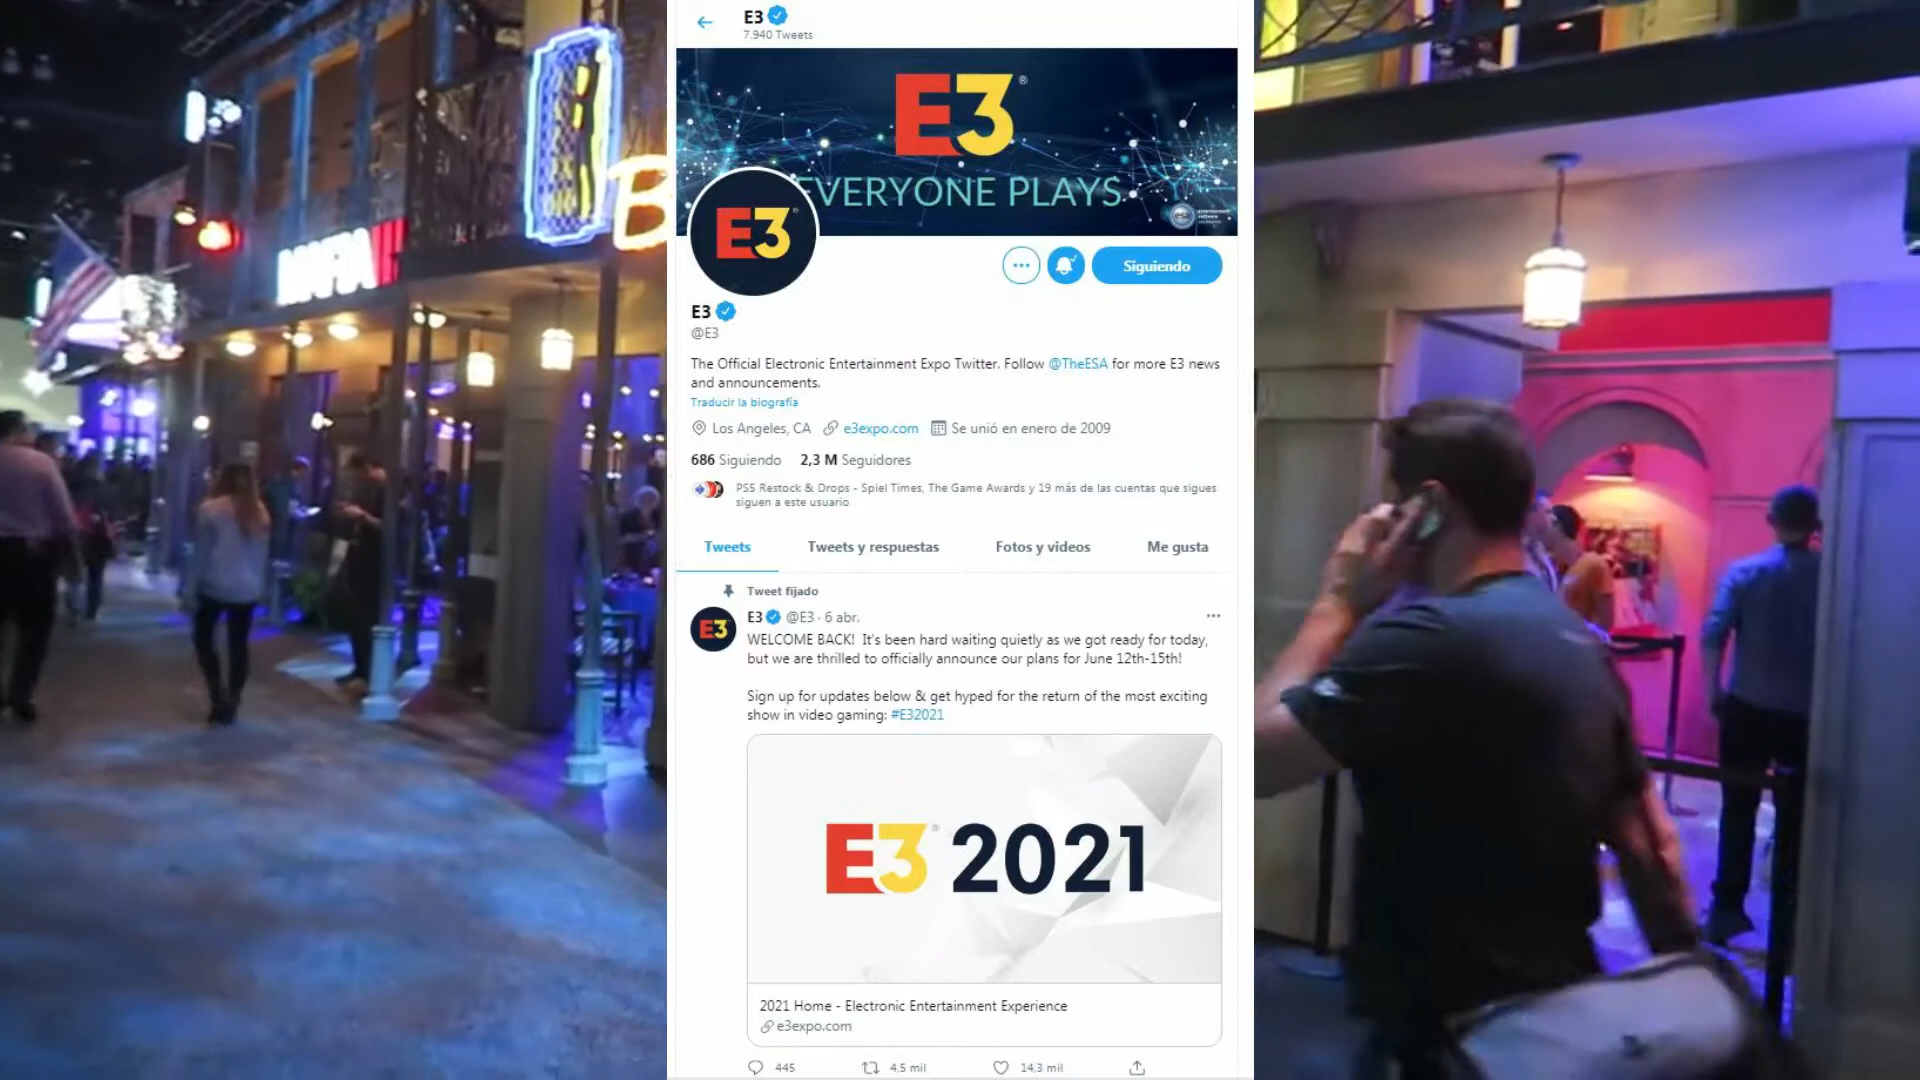 MAFIA III
E3
7.940 Tweets
E3
EVERYONE PLAYS
esa
E3
Siguiendo
E3
@E3
The Official Electronic Entertainment Expo Twitter. Follow @TheESA for more E3 news
and announcements.
Traducir la biografía
Los Angeles, CA e3expo.com Se unió en enero de 2009
686 Siguiendo 2,3 M Seguidores
PS5 Restock & Drops - Spiel Times, The Game Awards y 19 más de las cuentas que sigues
siguen a este usuario
Tweets Tweets y respuestas Fotos y videos Me gusta
Tweet fijado
E3
E3 @E3 · 6 abr.
WELCOME BACK! It's been hard waiting quietly as we got ready for today,
but we are thrilled to officially announce our plans for June 12th-15th!
Sign up for updates below & get hyped for the return of the most exciting
show in video gaming: #E32021
E3 2021
2021 Home - Electronic Entertainment Experience
e3expo.com
445 4,5 mil 14,3 mil